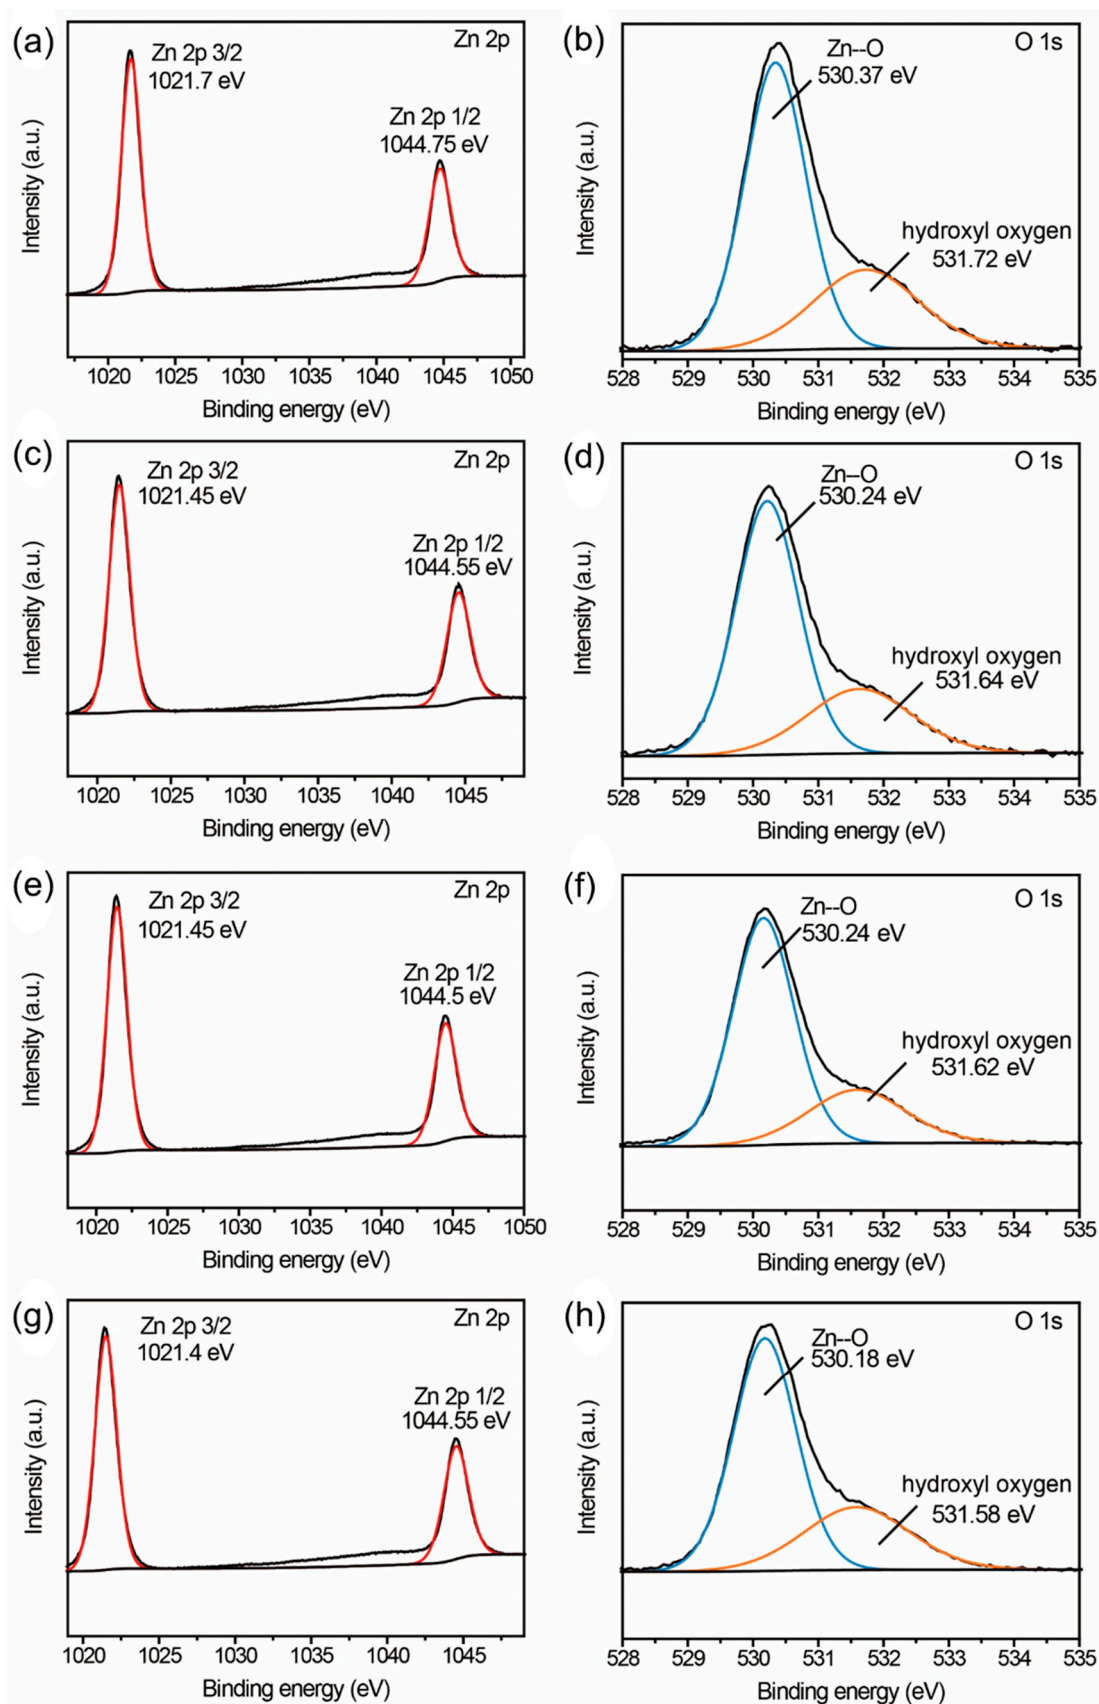 (a)
Zn 2p 3/2
1021.7 eV
Zn 2p
Zn 2p 1/2
1044.75 eV
Intensity (a.u.)
1020 1025 1030 1035 1040 1045 1050
Binding energy (eV)
(b)
Zn--O
530.37 eV
O 1s
hydroxyl oxygen
531.72 eV
Intensity (a.u.)
528 529 530 531 532 533 534 535
Binding energy (eV)
(c)
Zn 2p 3/2
1021.45 eV
Zn 2p
Zn 2p 1/2
1044.55 eV
Intensity (a.u.)
1020 1025 1030 1035 1040 1045
Binding energy (eV)
(d)
Zn--O
530.24 eV
O 1s
hydroxyl oxygen
531.64 eV
Intensity (a.u.)
528 529 530 531 532 533 534 535
Binding energy (eV)
(e)
Zn 2p 3/2
1021.45 eV
Zn 2p
Zn 2p 1/2
1044.5 eV
Intensity (a.u.)
1020 1025 1030 1035 1040 1045 1050
Binding energy (eV)
(f)
Zn--O
530.24 eV
O 1s
hydroxyl oxygen
531.62 eV
Intensity (a.u.)
528 529 530 531 532 533 534 535
Binding energy (eV)
(g)
Zn 2p 3/2
1021.4 eV
Zn 2p
Zn 2p 1/2
1044.55 eV
Intensity (a.u.)
1020 1025 1030 1035 1040 1045
Binding energy (eV)
(h)
Zn--O
530.18 eV
O 1s
hydroxyl oxygen
531.58 eV
Intensity (a.u.)
528 529 530 531 532 533 534 535
Binding energy (eV)